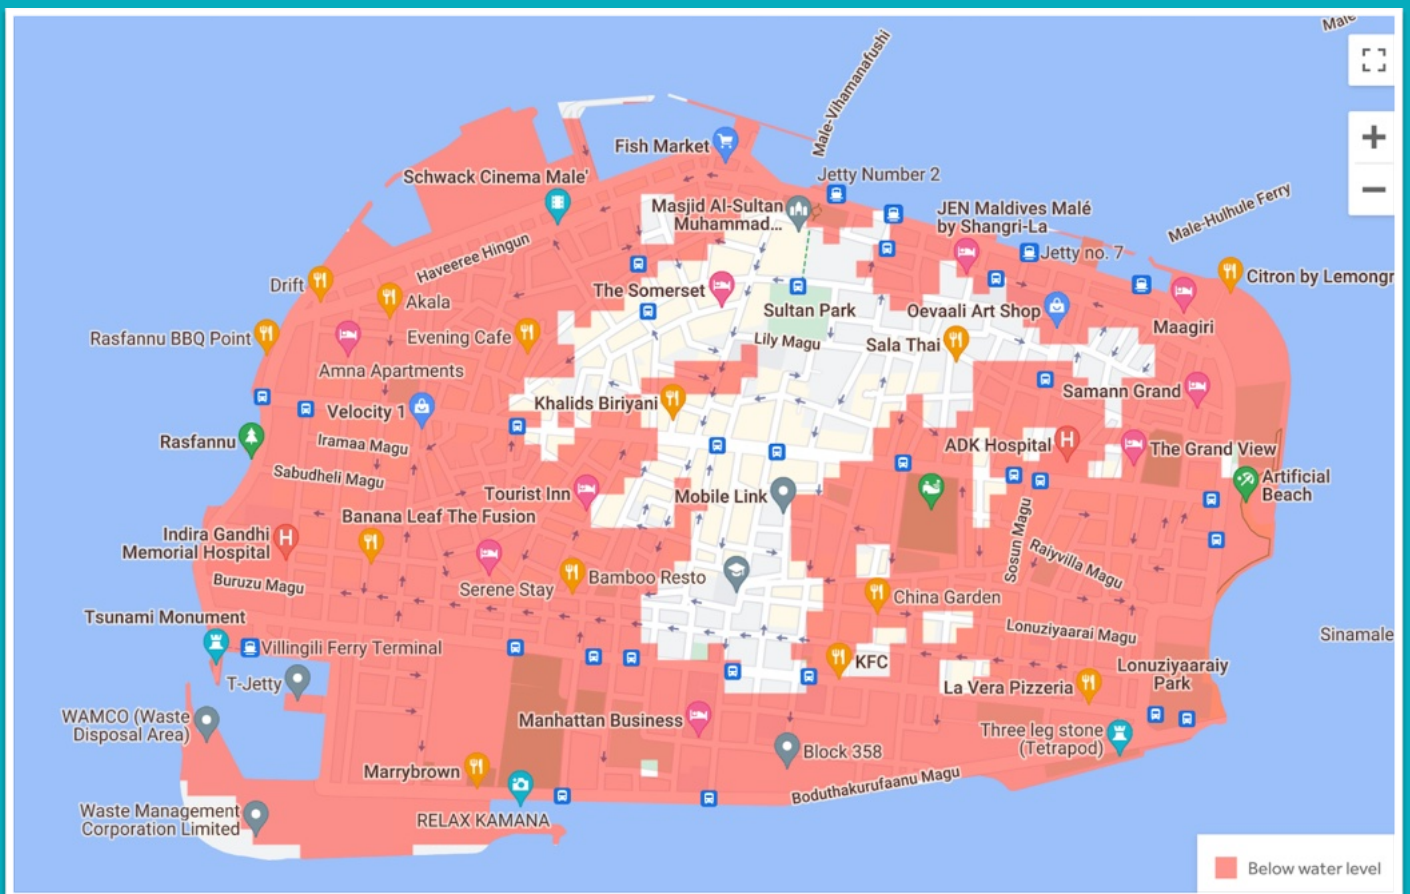 Male
Male-Vihamanafushi
Fish Market
Jetty Number 2
Schwack Cinema Male'
Masjid Al-Sultan
Muhammad...
JEN Maldives Malé
by Shangri-La
Male-Hulhule Ferry
Haveeree Hingun
Jetty no. 7
Citron by Lemongr
Drift
Akala
The Somerset
Sultan Park
Oevaali Art Shop
Maagiri
Rasfannu BBQ Point
Evening Cafe
Lily Magu
Sala Thai
Amna Apartments
Samann Grand
Velocity 1
Khalids Biriyani
Rasfannu
Iramaa Magu
ADK Hospital
The Grand View
Sabudheli Magu
Tourist Inn
Mobile Link
Artificial
Beach
Banana Leaf The Fusion
Indira Gandhi
Memorial Hospital
Sosun Magu
Raiyvilla Magu
Buruzu Magu
Serene Stay
Bamboo Resto
China Garden
Tsunami Monument
Lonuziyaarai Magu
Sinamale
Villingili Ferry Terminal
KFC
Lonuziyaaraiy
Park
T-Jetty
La Vera Pizzeria
WAMCO (Waste
Disposal Area)
Manhattan Business
Three leg stone
(Tetrapod)
Block 358
Marrybrown
Boduthakurufaanu Magu
Waste Management
Corporation Limited
RELAX KAMANA
Below water level